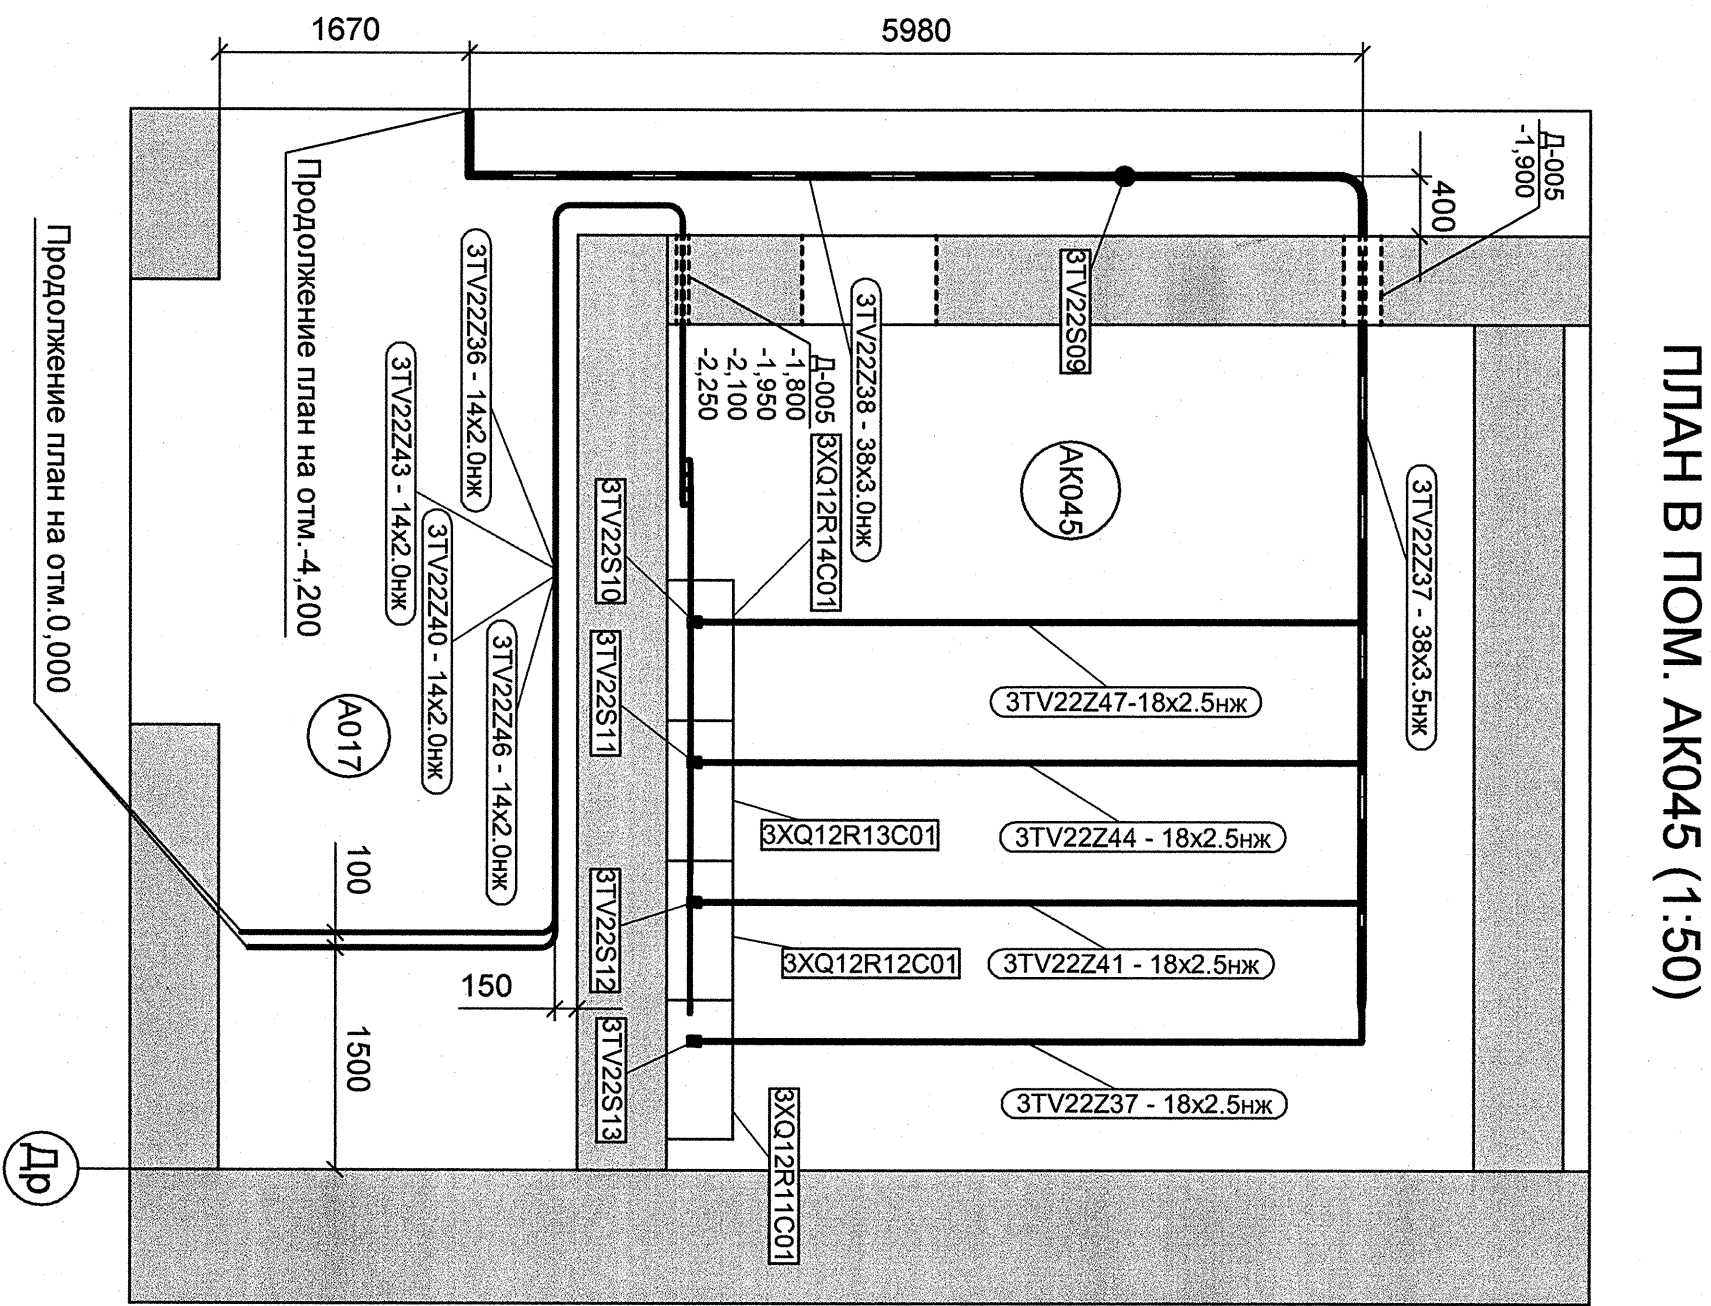 ПЛАН В ПОМ. АК045 (1:50)
1670
5980
400
Д-005
-1,900
3TV22S09
3TV22Z38 - 38x3.0нж
3TV22Z37 - 38x3.5нж
АК045
Д-005
-1,800
-1,950
-2,100
-2,250
3XQ12R14C01
3TV22Z36 - 14x2.0нж
3TV22Z43 - 14x2.0нж
3TV22Z40 - 14x2.0нж
3TV22Z46 - 14x2.0нж
Продолжение план на отм.-4,200
Продолжение план на отм.0,000
А017
3TV22S10
3TV22S11
3TV22S12
3TV22S13
3TV22Z47-18x2.5нж
3XQ12R13C01
3TV22Z44 - 18x2.5нж
3XQ12R12C01
3TV22Z41 - 18x2.5нж
3TV22Z37 - 18x2.5нж
3XQ12R11C01
100
150
1500
Др